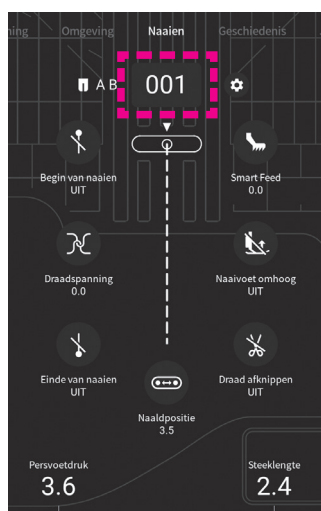 ning Omgeving Naaien Geschiedenis
A B 001
Begin van naaien
UIT
Smart Feed
0.0
Draadspanning
0.0
Naaivoet omhoog
UIT
Einde van naaien
UIT
Draad afknippen
UIT
Naaldpositie
3.5
Persvoetdruk
3.6
Steeklengte
2.4